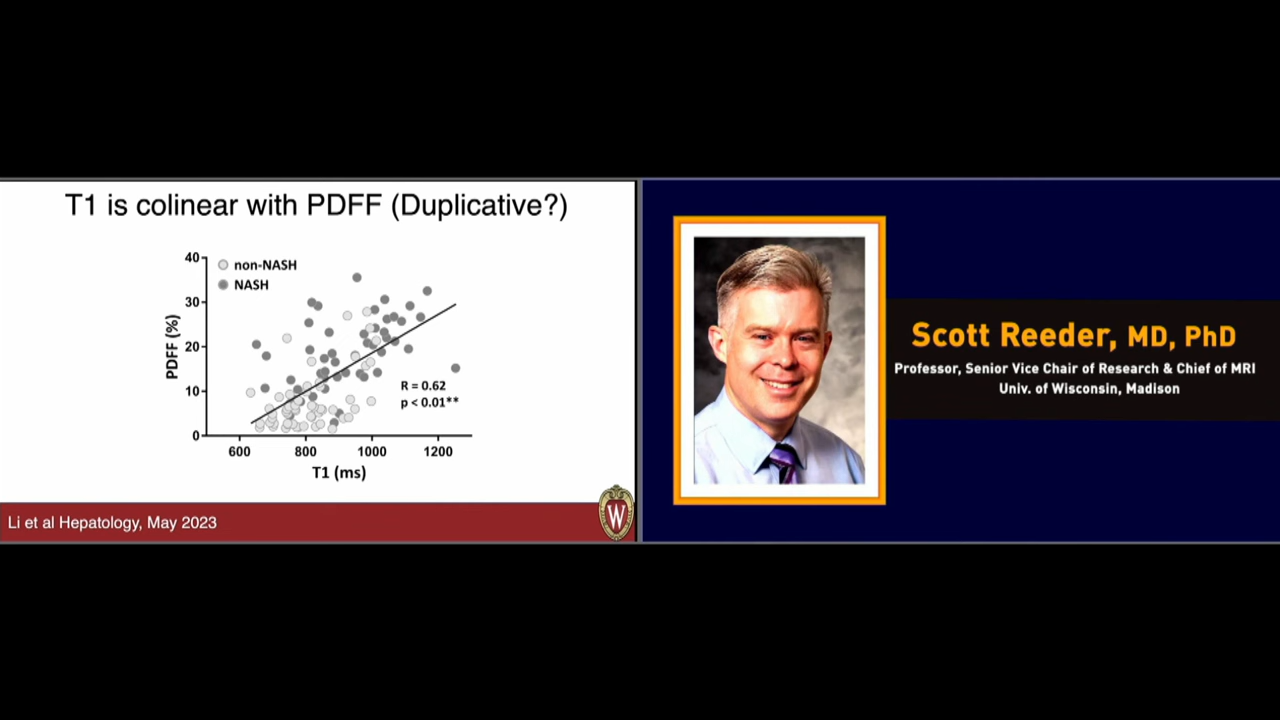 T1 is colinear with PDFF (Duplicative?)
40
30
20
10
0
PDFF (%)
non-NASH
NASH
R = 0.62
p < 0.01**
600 800 1000 1200
T1 (ms)
Li et al Hepatology, May 2023
W
Scott Reeder, MD, PhD
Professor, Senior Vice Chair of Research & Chief of MRI
Univ. of Wisconsin, Madison